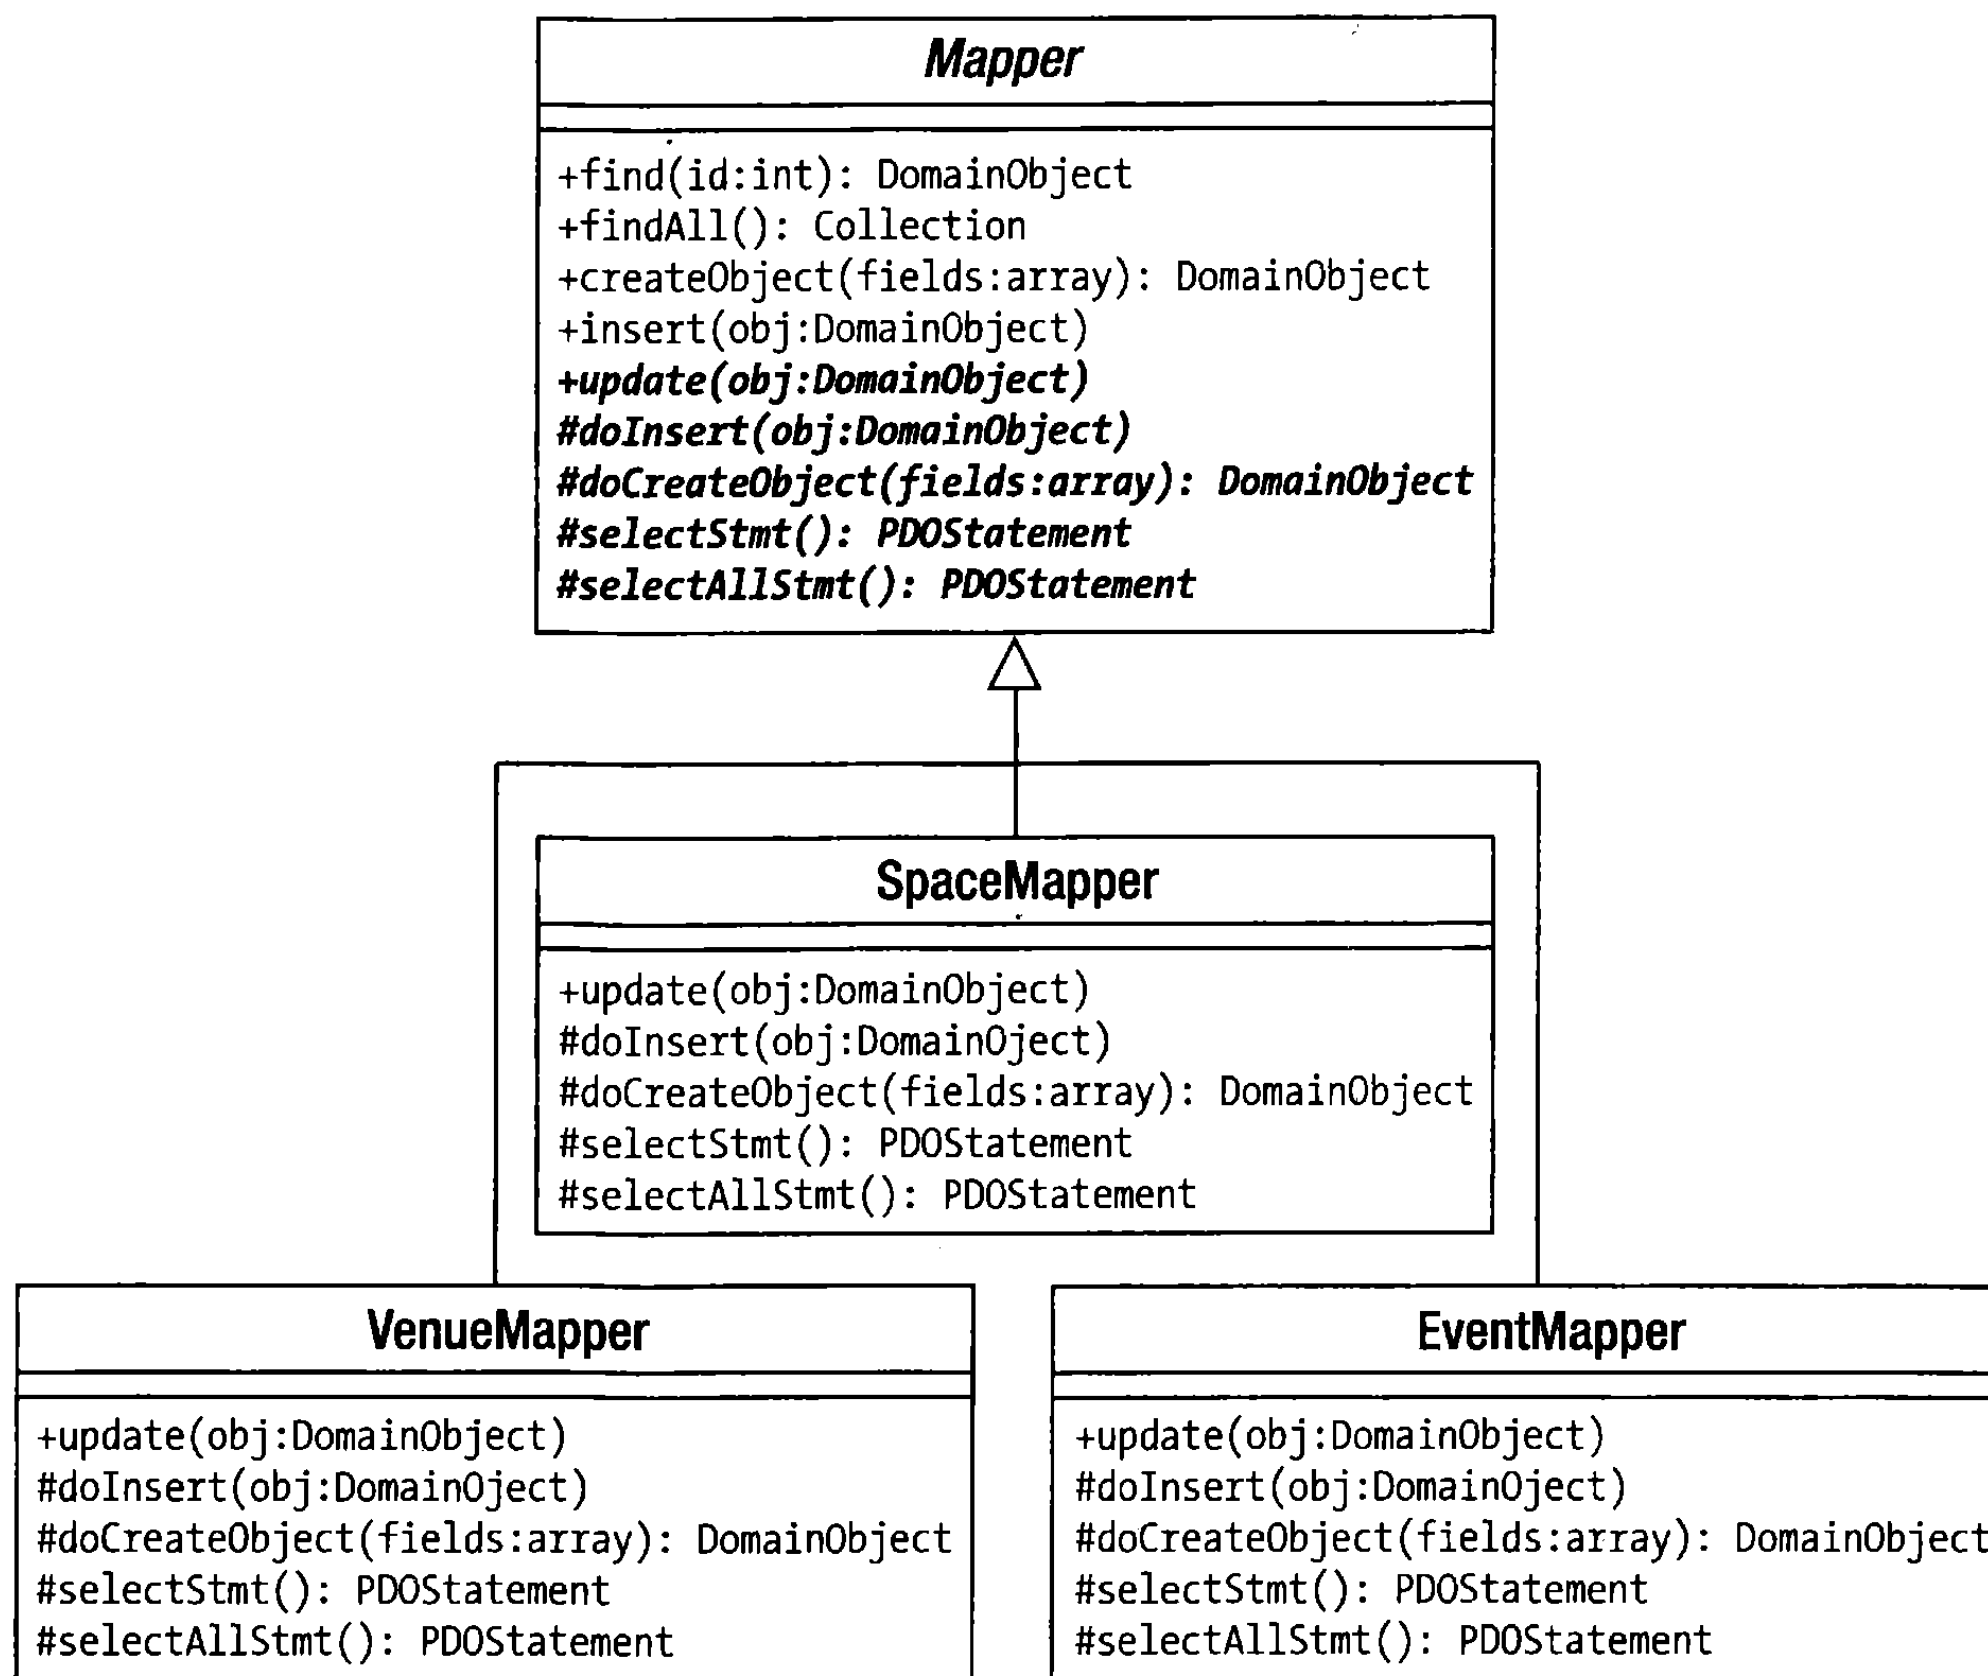 Mapper
+find(id:int): DomainObject
+findAll(): Collection
+createObject(fields:array): DomainObject
+insert(obj:DomainObject)
+update(obj:DomainObject)
#doInsert(obj:DomainObject)
#doCreateObject(fields:array): DomainObject
#selectStmt(): PDOStatement
#selectAllStmt(): PDOStatement
SpaceMapper
+update(obj:DomainObject)
#doInsert(obj:DomainOject)
#doCreateObject(fields:array): DomainObject
#selectStmt(): PDOStatement
#selectAllStmt(): PDOStatement
VenueMapper
+update(obj:DomainObject)
#doInsert(obj:DomainOject)
#doCreateObject(fields:array): DomainObject
#selectStmt(): PDOStatement
#selectAllStmt(): PDOStatement
EventMapper
+update(obj:DomainObject)
#doInsert(obj:DomainOject)
#doCreateObject(fields:array): DomainObject
#selectStmt(): PDOStatement
#selectAllStmt(): PDOStatement